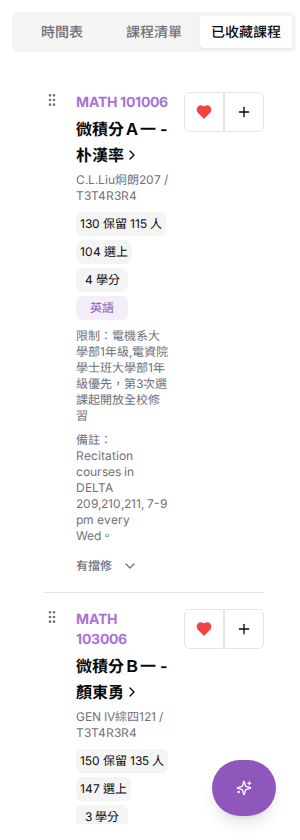 時間表 課程清單 已收藏課程
MATH 101006
微積分A一 -
朴漢率
C.L.Liu炯朗207 /
T3T4R3R4
130 保留 115 人
104 選上
4 學分
英語
限制：電機系大
學部1年級,電資院
學士班大學部1年
級優先，第3次選
課起開放全校修
習
備註：
Recitation
courses in
DELTA
209,210,211, 7-9
pm every
Wed。
有擋修
MATH
103006
微積分B一 -
顏東勇
GEN IV綜四121 /
T3T4R3R4
150 保留 135 人
147 選上
3 學分